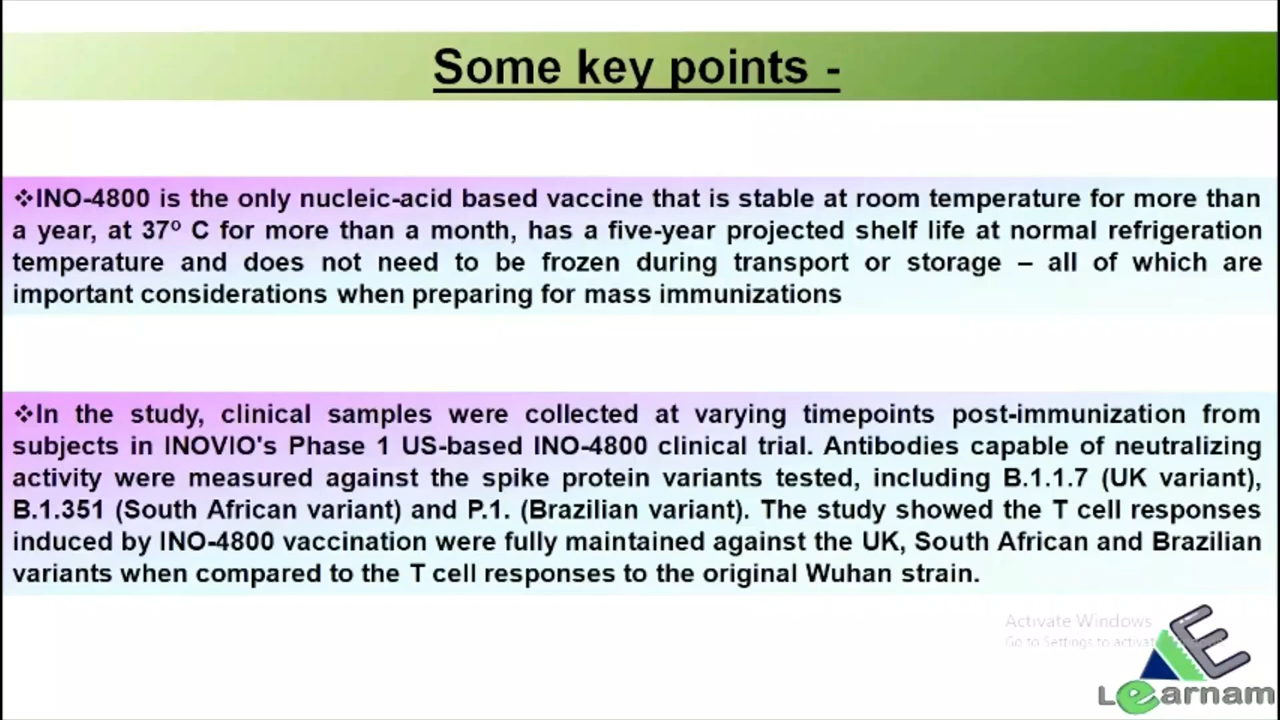 Some key points -
❖INO-4800 is the only nucleic-acid based vaccine that is stable at room temperature for more than
a year, at 37º C for more than a month, has a five-year projected shelf life at normal refrigeration
temperature and does not need to be frozen during transport or storage – all of which are
important considerations when preparing for mass immunizations
❖In the study, clinical samples were collected at varying timepoints post-immunization from
subjects in INOVIO's Phase 1 US-based INO-4800 clinical trial. Antibodies capable of neutralizing
activity were measured against the spike protein variants tested, including B.1.1.7 (UK variant),
B.1.351 (South African variant) and P.1. (Brazilian variant). The study showed the T cell responses
induced by INO-4800 vaccination were fully maintained against the UK, South African and Brazilian
variants when compared to the T cell responses to the original Wuhan strain.
Activate Windows
Go to Settings to activat
E
Learnam